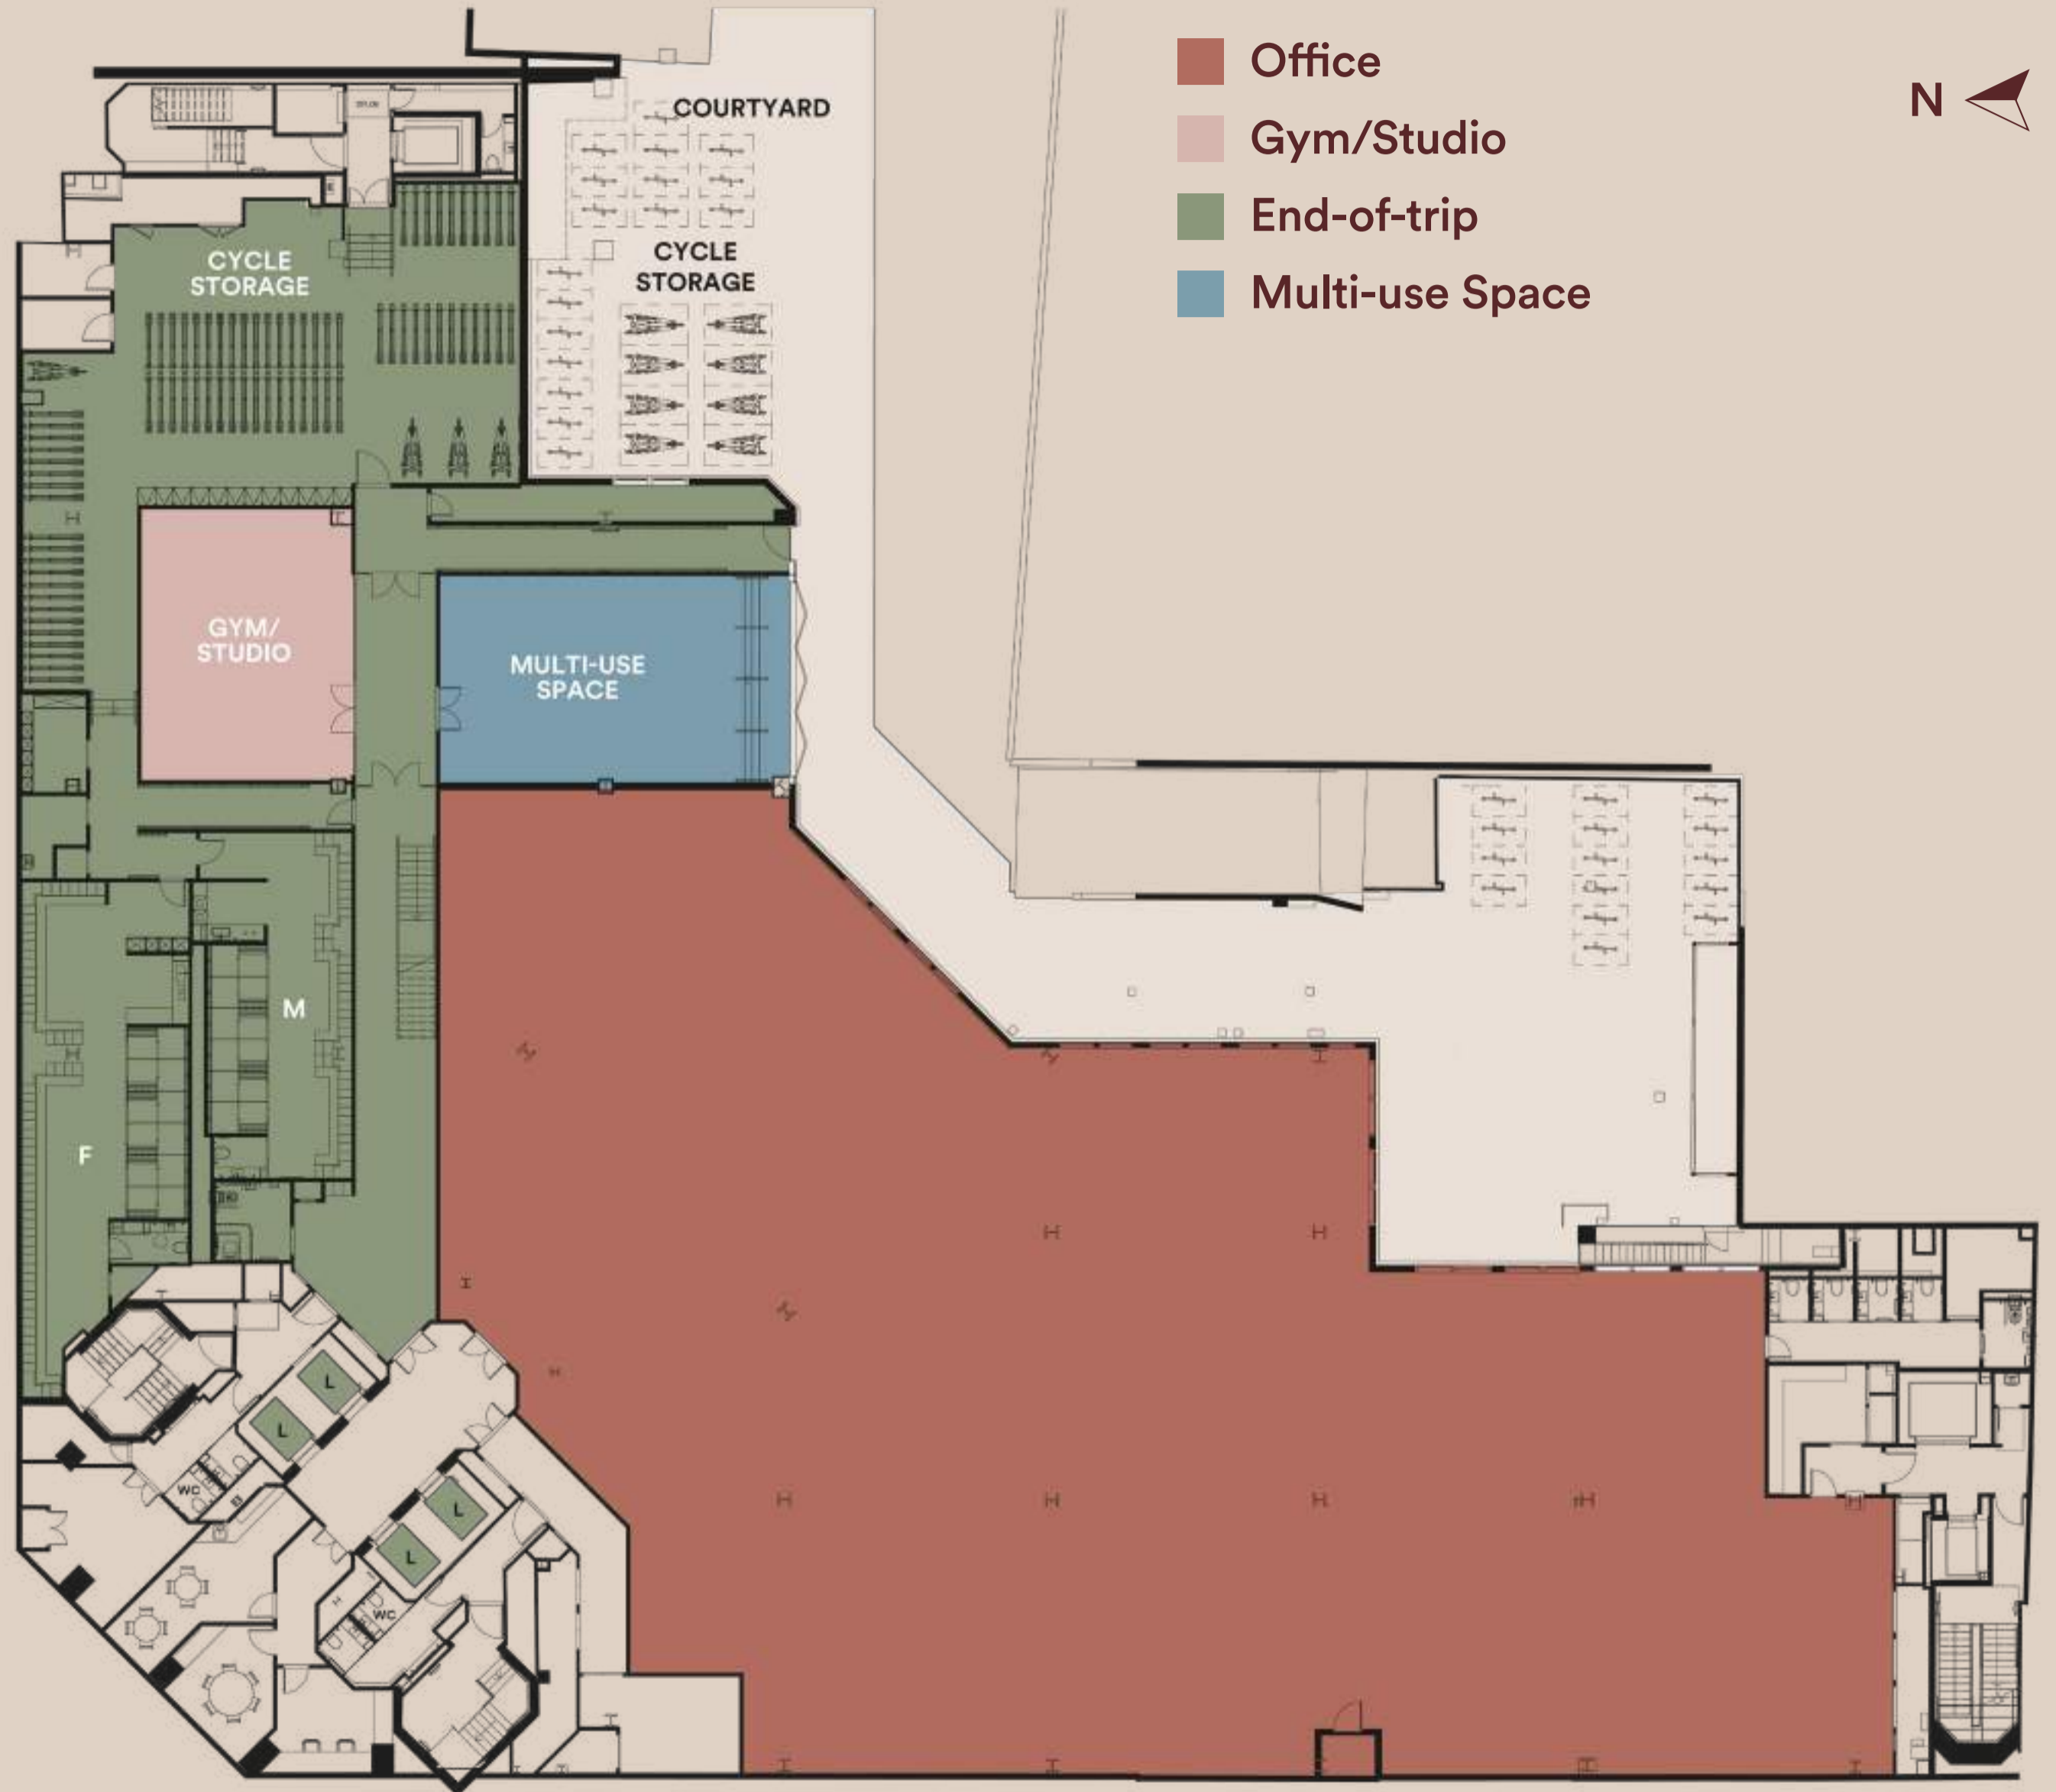 Office
Gym/Studio
End-of-trip
Multi-use Space
N
COURTYARD
CYCLE
STORAGE
CYCLE
STORAGE
GYM/
STUDIO
MULTI-USE
SPACE
M
F
L
L
L
L
WC
WC